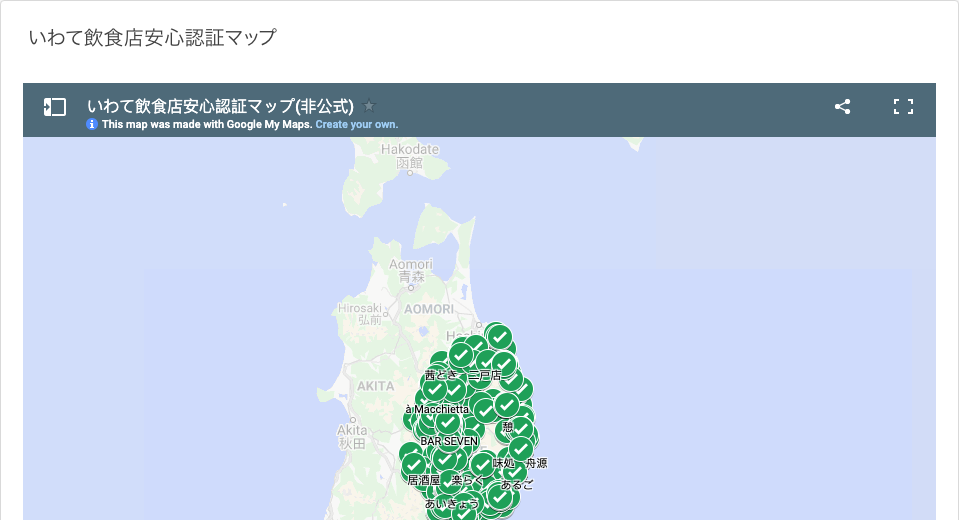 いわて飲食店安心認証マップ
いわて飲食店安心認証マップ(非公式)
This map was made with Google My Maps. Create your own.
Hakodate
函館
Aomori
青森
Hirosaki
弘前
AOMORI
茜とき
二戸店
AKITA
à Macchietta
Akita
秋田
憩
BAR SEVEN
味処
舟源
居酒屋
楽らく
あるご
あいきょう